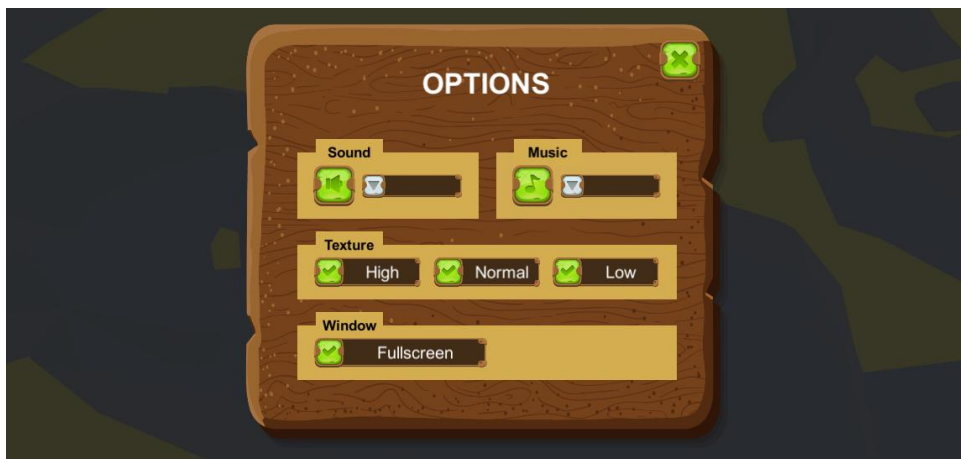 OPTIONS
Sound
Music
Texture
High
Normal
Low
Window
Fullscreen